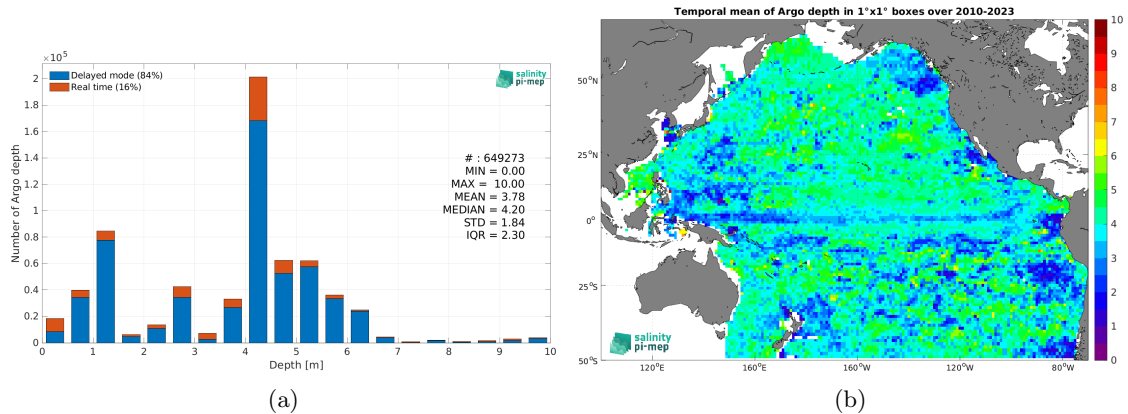 ×10⁵
2
1.8
1.6
1.4
1.2
1
0.8
0.6
0.4
0.2
0
Number of Argo depth
Delayed mode (84%)
Real time (16%)
salinity
pi-mep
# : 649273
MIN = 0.00
MAX = 10.00
MEAN = 3.78
MEDIAN = 4.20
STD = 1.84
IQR = 2.30
0 1 2 3 4 5 6 7 8 9 10
Depth [m]
(a)
Temporal mean of Argo depth in 1°x1° boxes over 2010-2023
50°N
25°N
0°
25°S
50°S
120°E 160°E 160°W 120°W 80°W
salinity
pi-mep
10
9
8
7
6
5
4
3
2
1
0
(b)